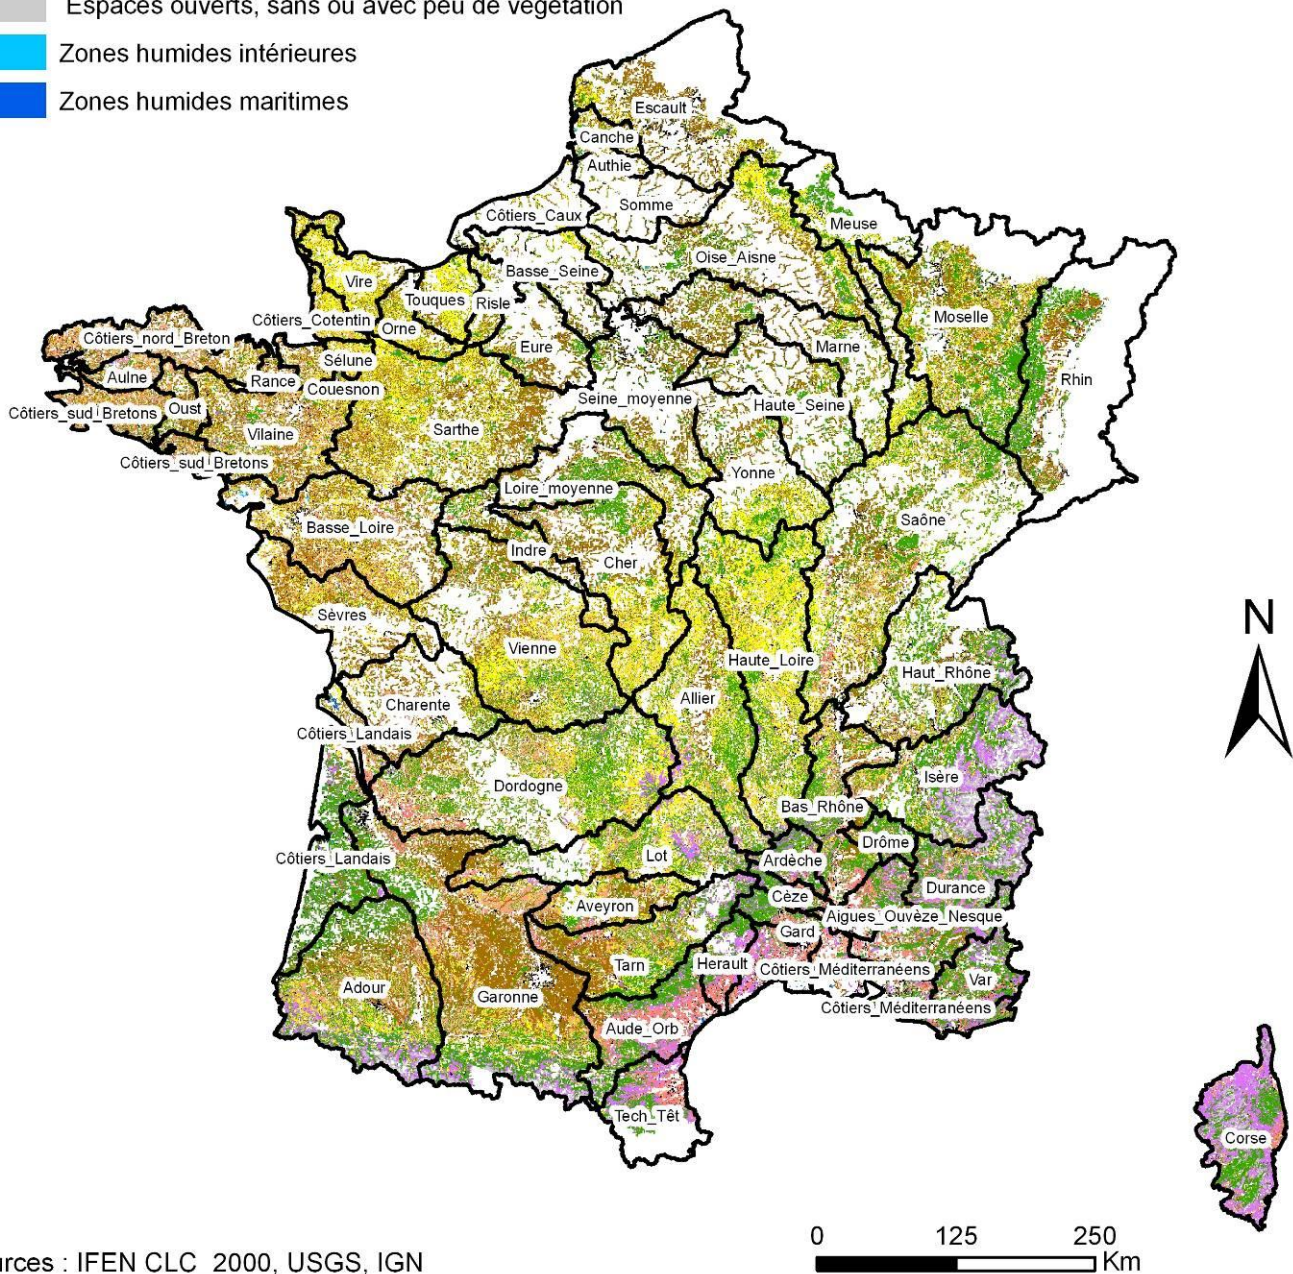 Espaces ouverts, sans ou avec peu de végétation
Zones humides intérieures
Zones humides maritimes
Escault
Canche
Authie
Somme
Côtiers_Caux
Meuse
Oise_Aisne
Basse_Seine
Vire
Touques
Risle
Moselle
Côtiers_Cotentin
Orne
Côtiers_nord_Breton
Eure
Marne
Sélune
Rhin
Aulne
Rance
Couesnon
Seine_moyenne
Haute_Seine
Côtiers_sud_Bretons
Oust
Sarthe
Vilaine
Côtiers_sud_Bretons
Yonne
Loire_moyenne
Saône
Basse_Loire
Indre
Cher
Sèvres
N
Vienne
Haute_Loire
Haut_Rhône
Allier
Charente
Côtiers_Landais
Isère
Dordogne
Bas_Rhône
Drôme
Lot
Ardèche
Côtiers_Landais
Durance
Cèze
Aveyron
Aigues_Ouvèze_Nesque
Gard
Tarn
Herault
Côtiers_Méditerranéens
Var
Adour
Garonne
Côtiers_Méditerranéens
Aude_Orb
Tech_Têt
Corse
0 125 250
Km
urces : IFEN CLC 2000, USGS, IGN